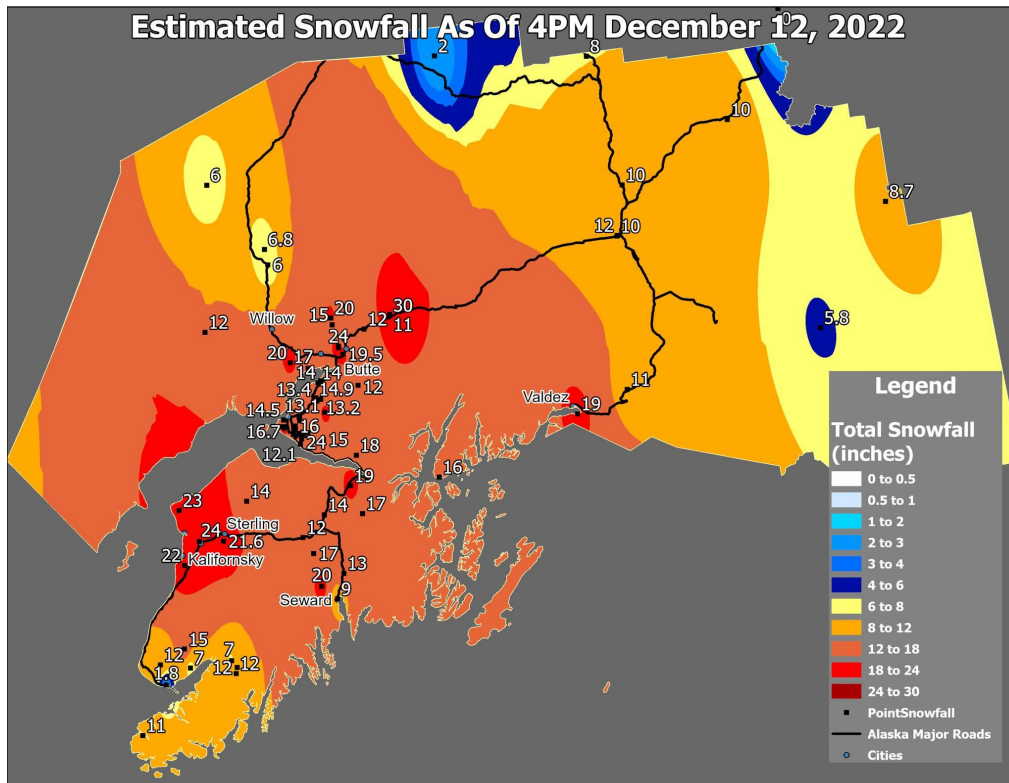 Estimated Snowfall As Of 4PM December 12, 2022
0
2
8
10
6
10
8.7
6.8
12 10
6
30
20
15
12
11
5.8
Willow
12
24
19.5
20
17
Butte
14
14
12
11
13.4
14.9
Valdez
19
14.5
13.1
13.2
16.7
16
24
15
12.1
18
16
19
14
14
17
23
24
Sterling
21.6
12
22
Kalifornsky
17
13
20
Seward
9
15
12
7
7
12
12
1.8
11
Legend
Total Snowfall
(inches)
0 to 0.5
0.5 to 1
1 to 2
2 to 3
3 to 4
4 to 6
6 to 8
8 to 12
12 to 18
18 to 24
24 to 30
PointSnowfall
Alaska Major Roads
Cities